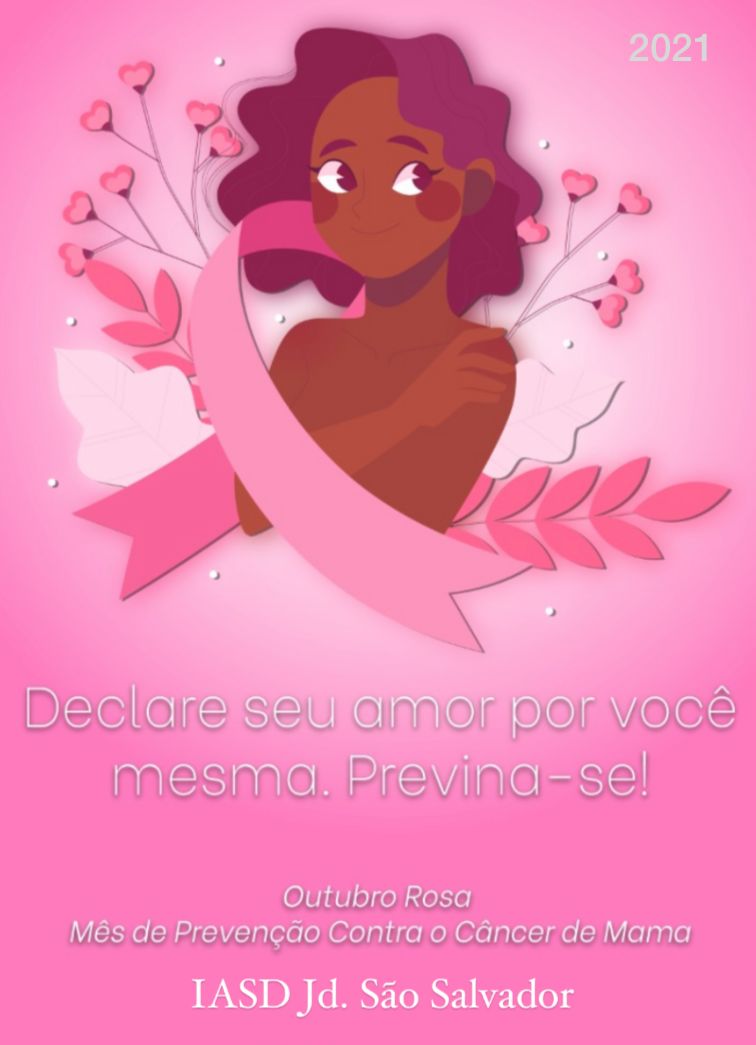 2021
Declare seu amor por você
mesma. Previna-se!
Outubro Rosa
Mês de Prevenção Contra o Câncer de Mama
IASD Jd. São Salvador